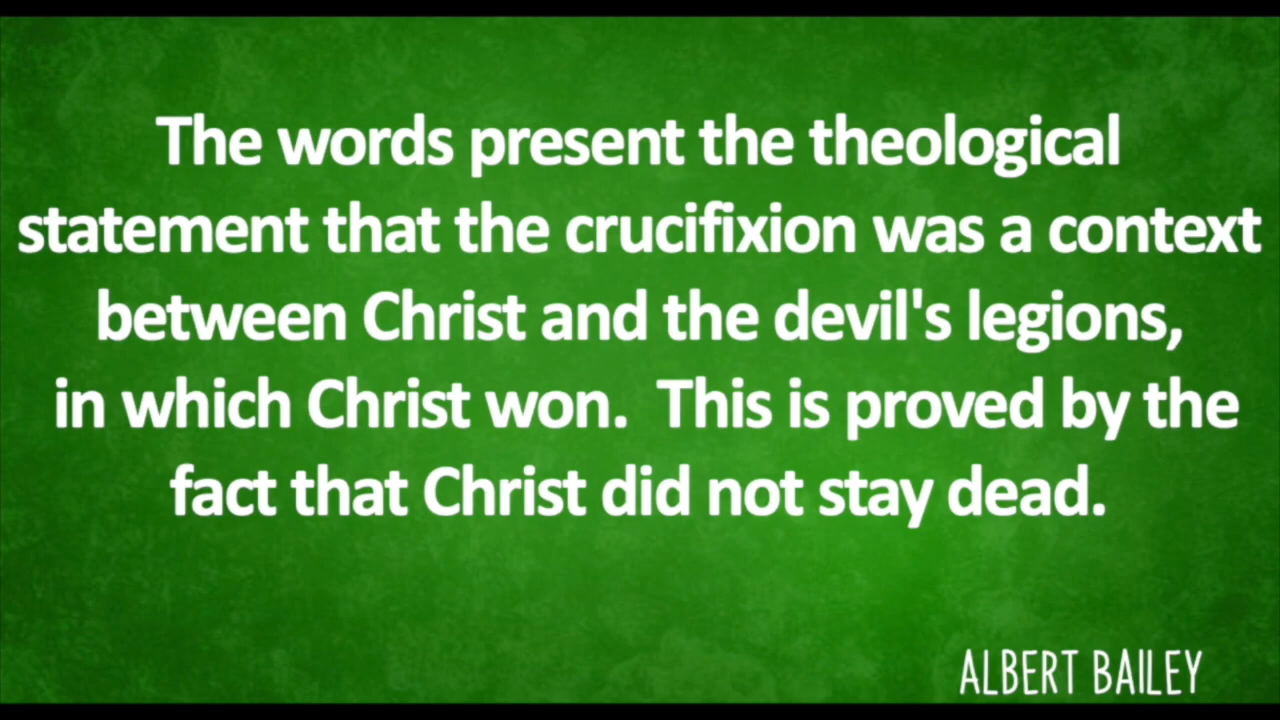 The words present the theological
statement that the crucifixion was a context
between Christ and the devil's legions,
in which Christ won.  This is proved by the
fact that Christ did not stay dead.
ALBERT BAILEY